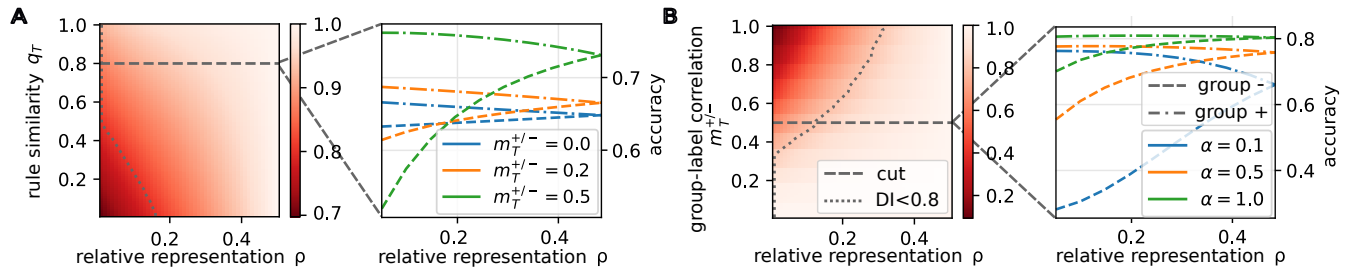 A
rule similarity q_T
1.0
0.8
0.6
0.4
0.2
0.2
0.4
relative representation ρ
1.0
0.9
0.8
0.7
m_T^{+/-} = 0.0
m_T^{+/-} = 0.2
m_T^{+/-} = 0.5
0.2
0.4
relative representation ρ
0.7
0.6
accuracy
B
group-label correlation
m_T^{+/-}
1.0
0.8
0.6
0.4
0.2
cut
DI<0.8
0.2
0.4
relative representation ρ
1.0
0.8
0.6
0.4
0.2
group -
group +
α = 0.1
α = 0.5
α = 1.0
0.2
0.4
relative representation ρ
0.8
0.6
0.4
accuracy